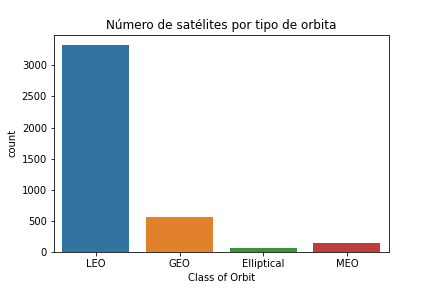 Número de satélites por tipo de orbita
3000
2500
2000
1500
1000
500
0
count
LEO GEO Elliptical MEO
Class of Orbit